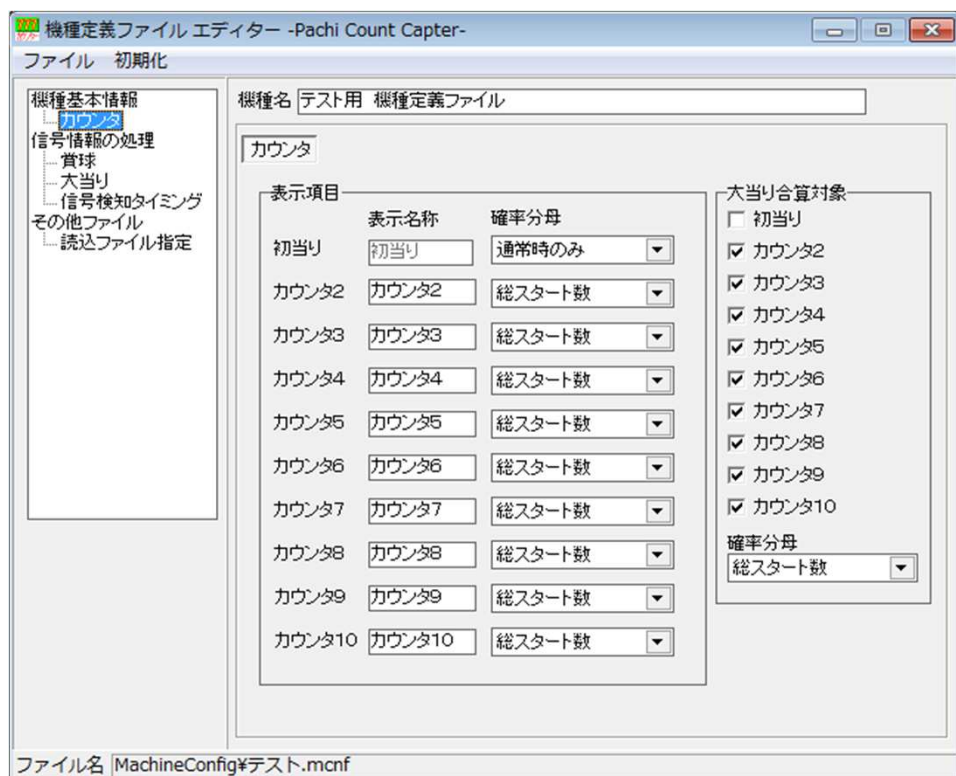 機種定義ファイル エディター -Pachi Count Capter-
ファイル 初期化
機種基本情報
カウンタ
信号情報の処理
賞球
大当り
信号検知タイミング
その他ファイル
読込ファイル指定
機種名 テスト用 機種定義ファイル
カウンタ
表示項目
表示名称 確率分母
初当り 初当り 通常時のみ
カウンタ2 カウンタ2 総スタート数
カウンタ3 カウンタ3 総スタート数
カウンタ4 カウンタ4 総スタート数
カウンタ5 カウンタ5 総スタート数
カウンタ6 カウンタ6 総スタート数
カウンタ7 カウンタ7 総スタート数
カウンタ8 カウンタ8 総スタート数
カウンタ9 カウンタ9 総スタート数
カウンタ10 カウンタ10 総スタート数
大当り合算対象
初当り
カウンタ2
カウンタ3
カウンタ4
カウンタ5
カウンタ6
カウンタ7
カウンタ8
カウンタ9
カウンタ10
確率分母
総スタート数
ファイル名 MachineConfig¥テスト.mcnf